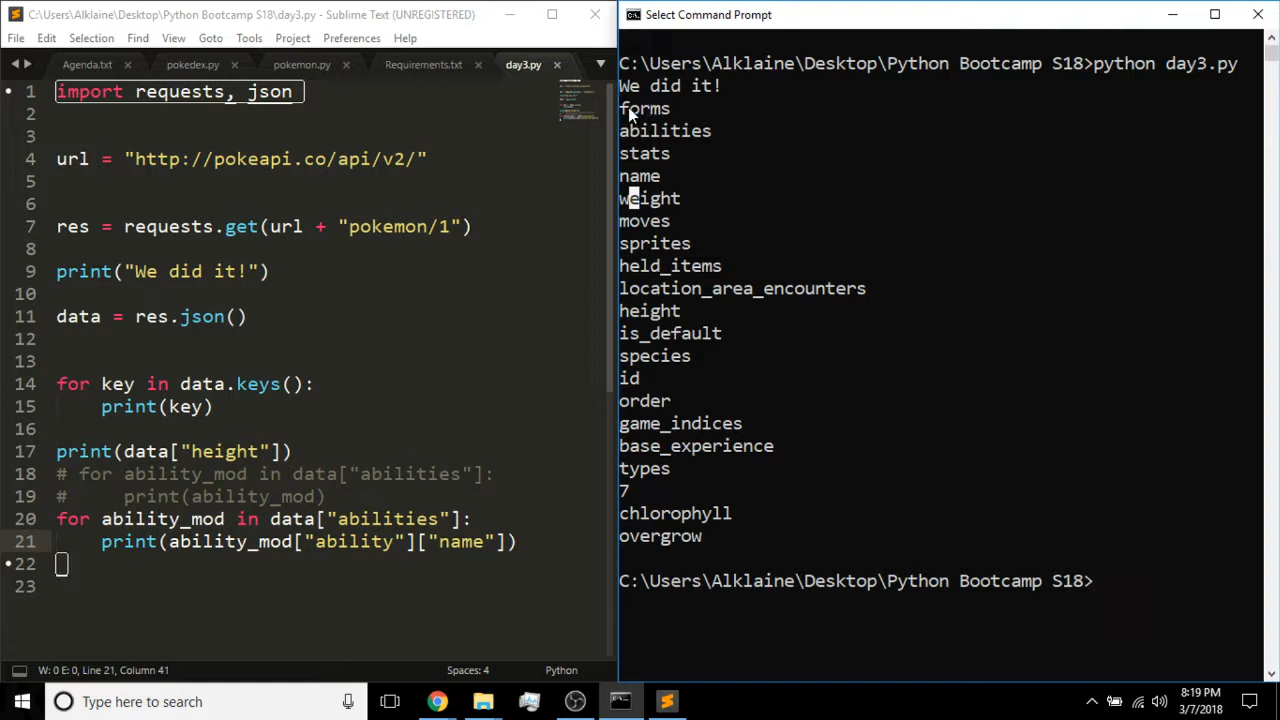 C:\Users\Alklaine\Desktop\Python Bootcamp S18\day3.py - Sublime Text (UNREGISTERED)
File Edit Selection Find View Goto Tools Project Preferences Help
Agenda.txt pokedex.py pokemon.py Requirements.txt day3.py
1 import requests, json
2
3
4 url = "http://pokeapi.co/api/v2/"
5
6
7 res = requests.get(url + "pokemon/1")
8
9 print("We did it!")
10
11 data = res.json()
12
13
14 for key in data.keys():
15 print(key)
16
17 print(data["height"])
18 # for ability_mod in data["abilities"]:
19 # print(ability_mod)
20 for ability_mod in data["abilities"]:
21 print(ability_mod["ability"]["name"])
22
23
W: 0 E: 0, Line 21, Column 41 Spaces: 4 Python
Select Command Prompt
C:\Users\Alklaine\Desktop\Python Bootcamp S18>python day3.py
We did it!
forms
abilities
stats
name
weight
moves
sprites
held_items
location_area_encounters
height
is_default
species
id
order
game_indices
base_experience
types
7
chlorophyll
overgrow
C:\Users\Alklaine\Desktop\Python Bootcamp S18>
Type here to search
8:19 PM
3/7/2018